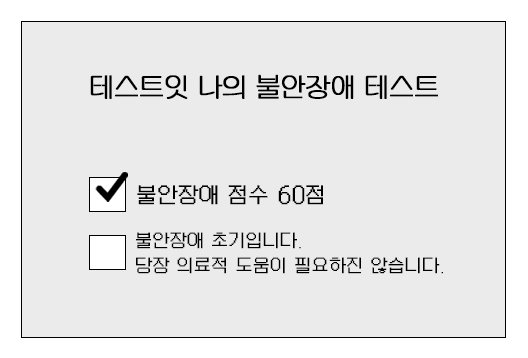 테스트잇 나의 불안장애 테스트
불안장애 점수 60점
불안장애 초기입니다.
당장 의료적 도움이 필요하진 않습니다.